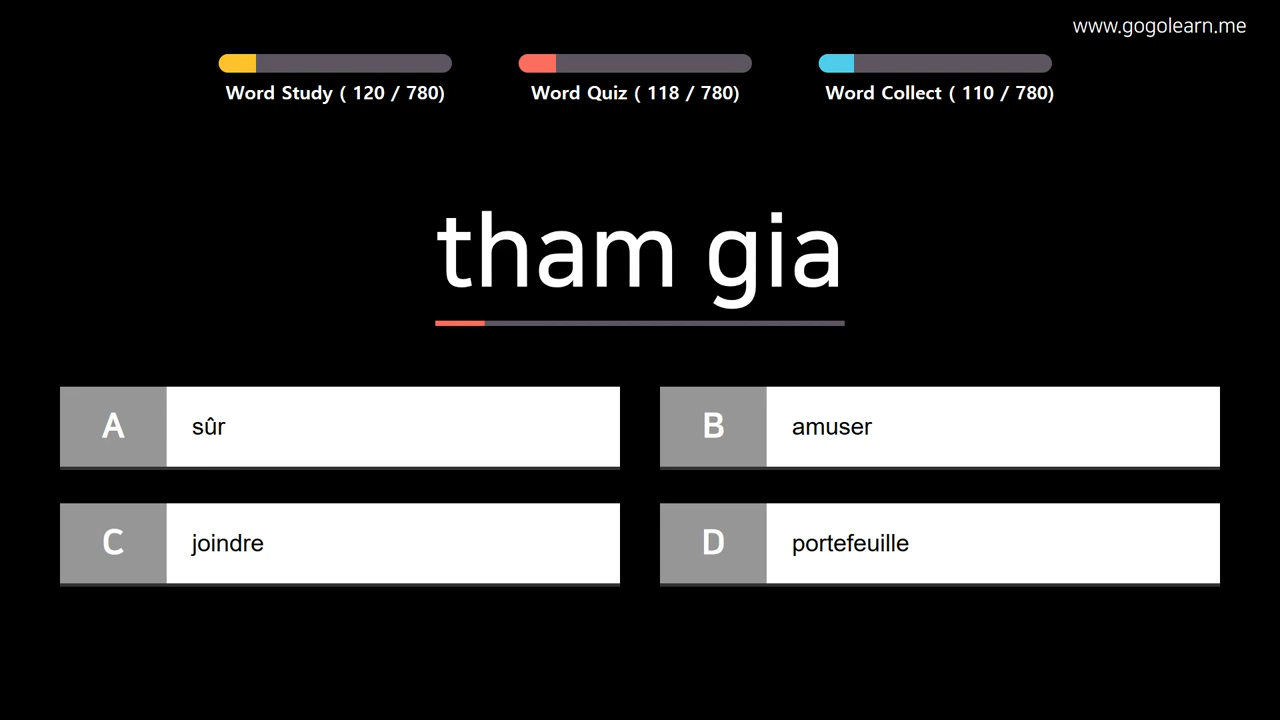 www.gogolearn.me
Word Study ( 120 / 780)
Word Quiz ( 118 / 780)
Word Collect ( 110 / 780)
tham gia
A sûr
B amuser
C joindre
D portefeuille